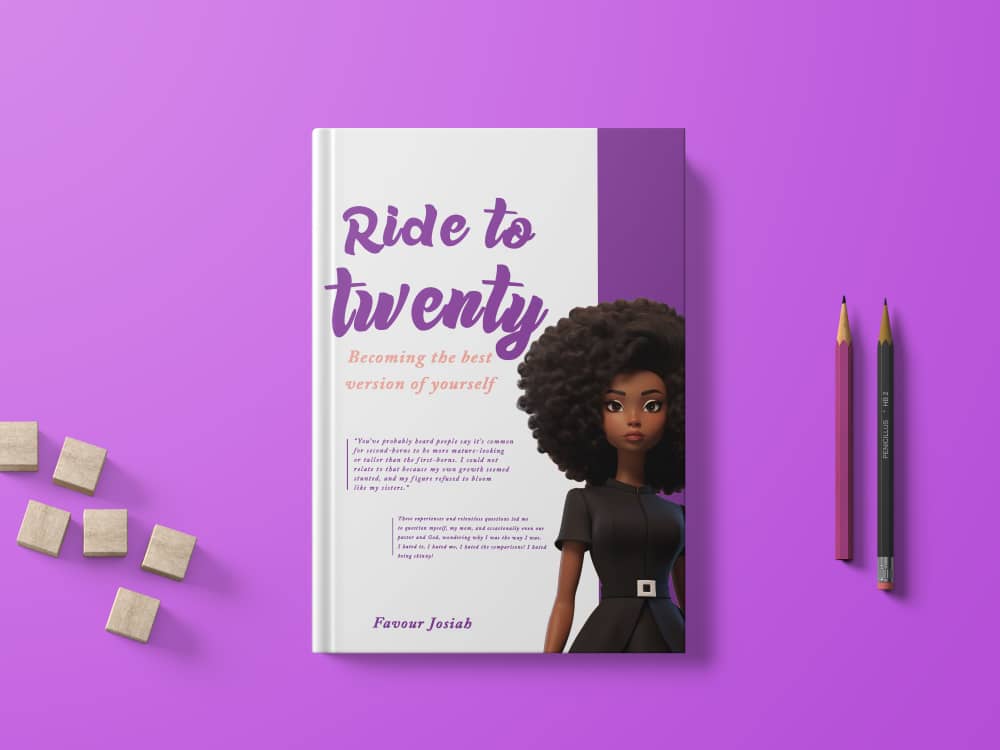 Ride to
twenty
Becoming the best
version of yourself
"You've probably heard people say it's common
for second-borns to be more mature-looking
or taller than the first-borns. I could not
relate to that because my own growth seemed
stunted, and my figure refused to bloom
like my sisters."
These experiences and relentless questions led me
to question myself, my mom, and occasionally even our
pastor and God, wondering why I was the way I was.
I hated it, I hated me, I hated the comparisons! I hated
being skinny!
Favour Josiah
PENICILLUS * HB 2